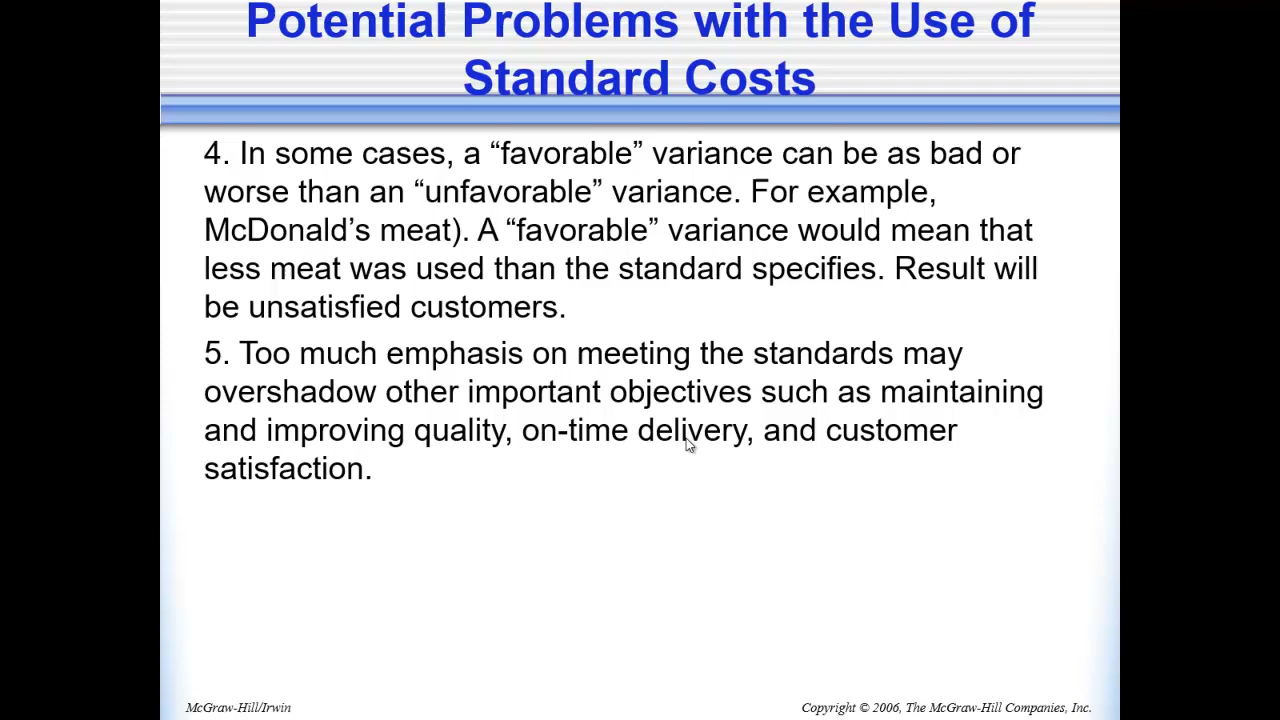 Potential Problems with the Use of
Standard Costs
4. In some cases, a “favorable” variance can be as bad or
worse than an “unfavorable” variance. For example,
McDonald’s meat). A “favorable” variance would mean that
less meat was used than the standard specifies. Result will
be unsatisfied customers.
5. Too much emphasis on meeting the standards may
overshadow other important objectives such as maintaining
and improving quality, on-time delivery, and customer
satisfaction.
McGraw-Hill/Irwin
Copyright © 2006, The McGraw-Hill Companies, Inc.